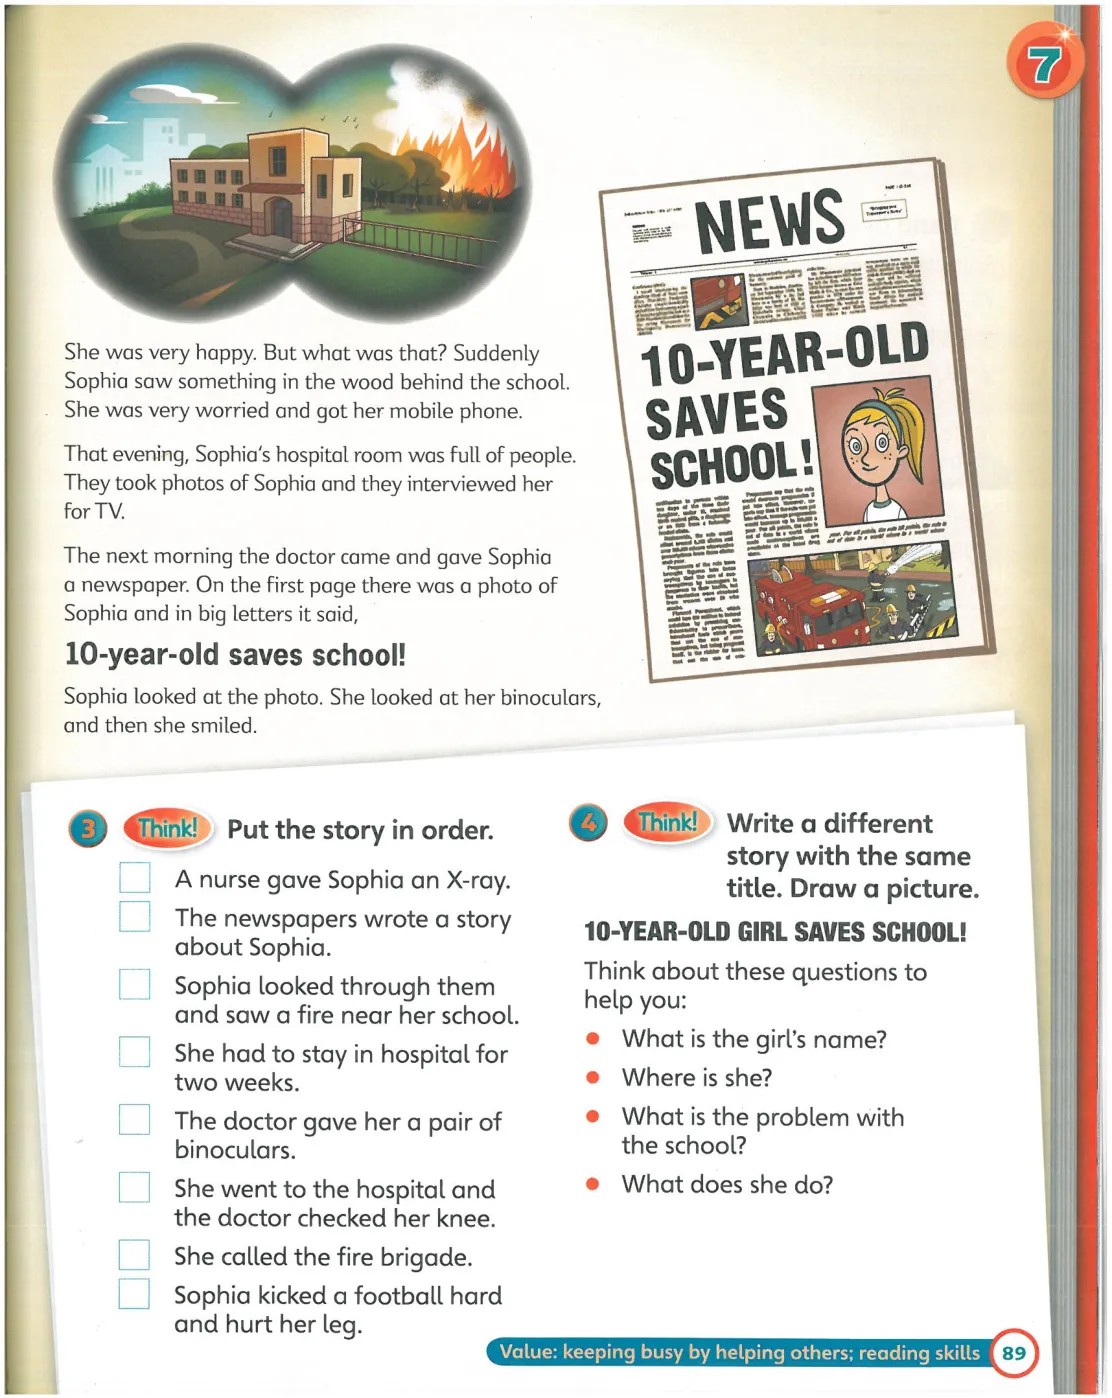 7
She was very happy. But what was that? Suddenly
Sophia saw something in the wood behind the school.
She was very worried and got her mobile phone.
That evening, Sophia's hospital room was full of people.
They took photos of Sophia and they interviewed her
for TV.
The next morning the doctor came and gave Sophia
a newspaper. On the first page there was a photo of
Sophia and in big letters it said,
10-year-old saves school!
Sophia looked at the photo. She looked at her binoculars,
and then she smiled.
NEWS
10-YEAR-OLD
SAVES
SCHOOL!
3 Think! Put the story in order.
A nurse gave Sophia an X-ray.
The newspapers wrote a story
about Sophia.
Sophia looked through them
and saw a fire near her school.
She had to stay in hospital for
two weeks.
The doctor gave her a pair of
binoculars.
She went to the hospital and
the doctor checked her knee.
She called the fire brigade.
Sophia kicked a football hard
and hurt her leg.
4 Think! Write a different
story with the same
title. Draw a picture.
10-YEAR-OLD GIRL SAVES SCHOOL!
Think about these questions to
help you:
• What is the girl's name?
• Where is she?
• What is the problem with
the school?
• What does she do?
Value: keeping busy by helping others; reading skills 89